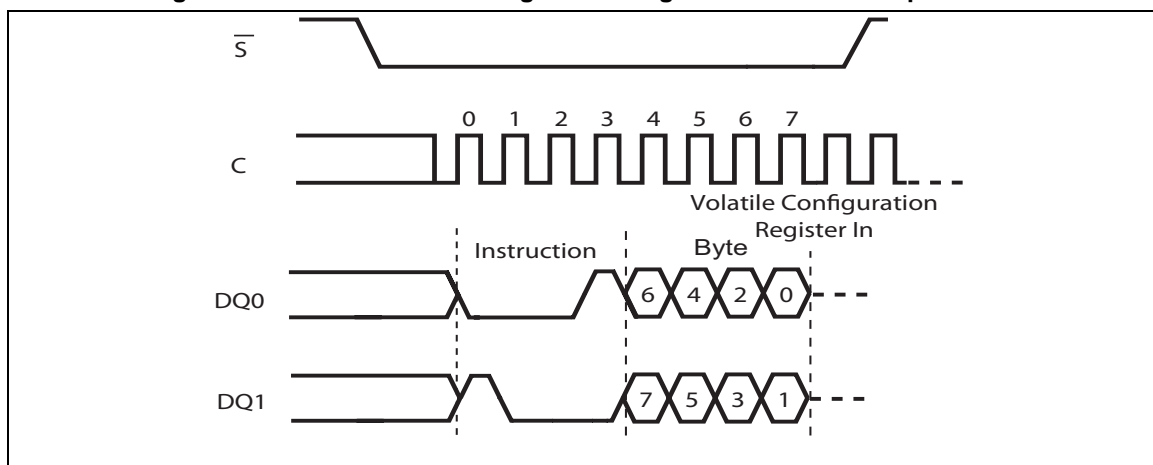 S
0 1 2 3 4 5 6 7
C
Volatile Configuration
Register In
Instruction
Byte
DQ0
6 4 2 0
DQ1
7 5 3 1